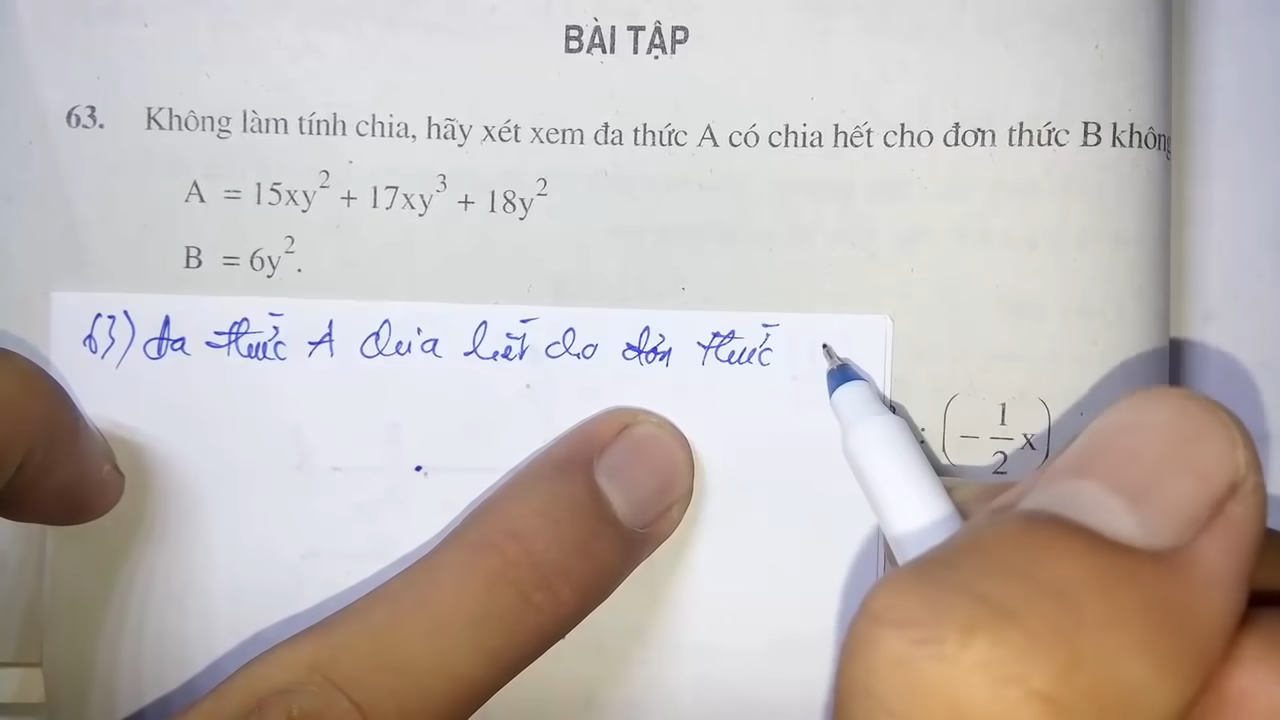 BÀI TẬP
63. Không làm tính chia, hãy xét xem đa thức A có chia hết cho đơn thức B không
A = 15xy² + 17xy³ + 18y²
B = 6y².
63) đa thức A chia hết cho đơn thức
: (-1/2 x)